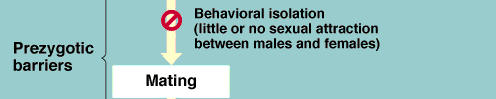 Behavioral isolation
(little or no sexual attraction
between males and females)
Prezygotic
barriers
Mating